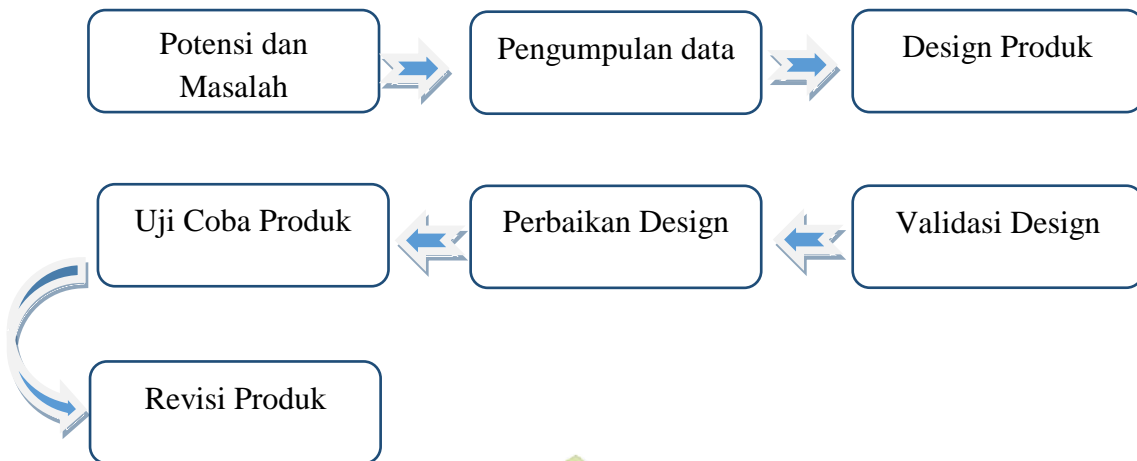 Potensi dan
Masalah
Pengumpulan data
Design Produk
Uji Coba Produk
Perbaikan Design
Validasi Design
Revisi Produk